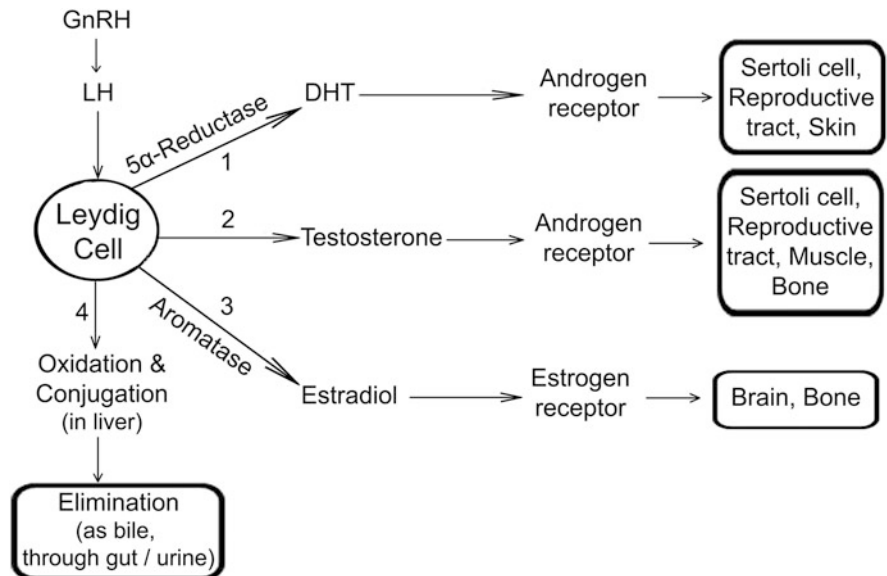 GnRH
LH
5α-Reductase
1
DHT
Androgen
receptor
Sertoli cell,
Reproductive
tract, Skin
Leydig
Cell
2
Testosterone
Androgen
receptor
Sertoli cell,
Reproductive
tract, Muscle,
Bone
3
Aromatase
Estradiol
Estrogen
receptor
Brain, Bone
4
Oxidation &
Conjugation
(in liver)
Elimination
(as bile,
through gut / urine)